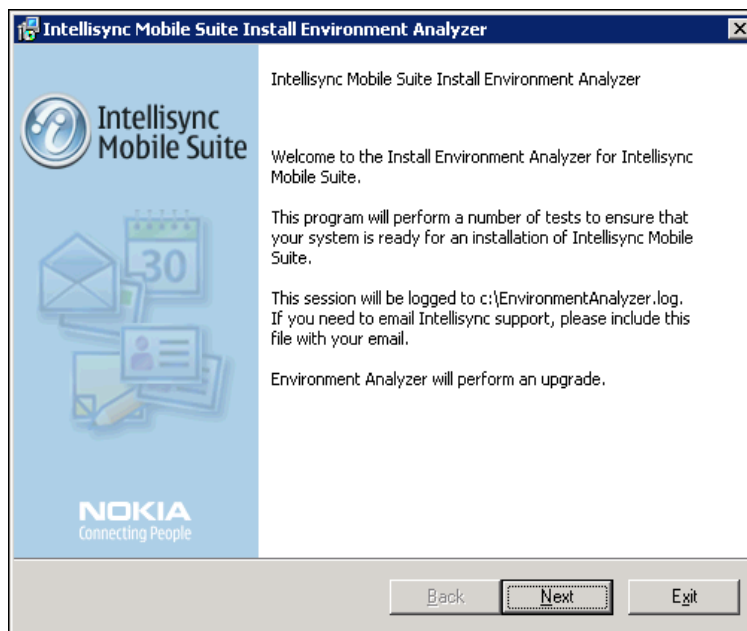 Intellisync Mobile Suite Install Environment Analyzer
Intellisync
Mobile Suite
30
NOKIA
Connecting People
Intellisync Mobile Suite Install Environment Analyzer
Welcome to the Install Environment Analyzer for Intellisync
Mobile Suite.
This program will perform a number of tests to ensure that
your system is ready for an installation of Intellisync Mobile
Suite.
This session will be logged to c:\EnvironmentAnalyzer.log.
If you need to email Intellisync support, please include this
file with your email.
Environment Analyzer will perform an upgrade.
Back
Next
Exit